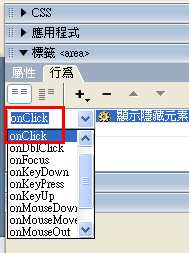 CSS
應用程式
標籤 <area>
屬性 行為
onClick 顯示隱藏元素
onClick
onDblClick
onFocus
onKeyDown
onKeyPress
onKeyUp
onMouseDown
onMouseMove
onMouseOut